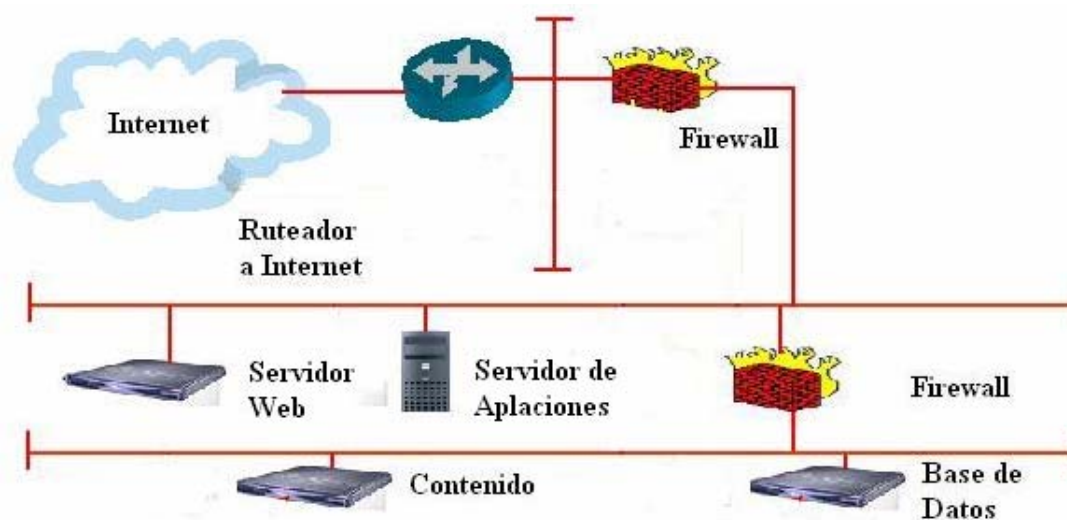 Internet
Firewall
Ruteador
a Internet
Servidor
Web
Servidor de
Aplaciones
Firewall
Contenido
Base de
Datos